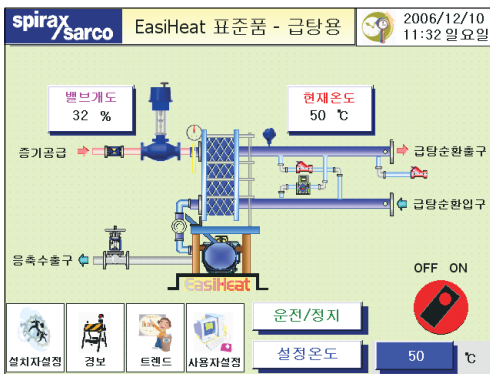 spirax sarco
EasiHeat 표준품 - 급탕용
2006/12/10
11:32 일요일
밸브개도
32 %
현재온도
50 ℃
증기공급
급탕순환출구
급탕순환입구
응축수출구
EasiHeat
OFF ON
운전/정지
설정온도
50 ℃
설치자설정
경보
트렌드
사용자설정